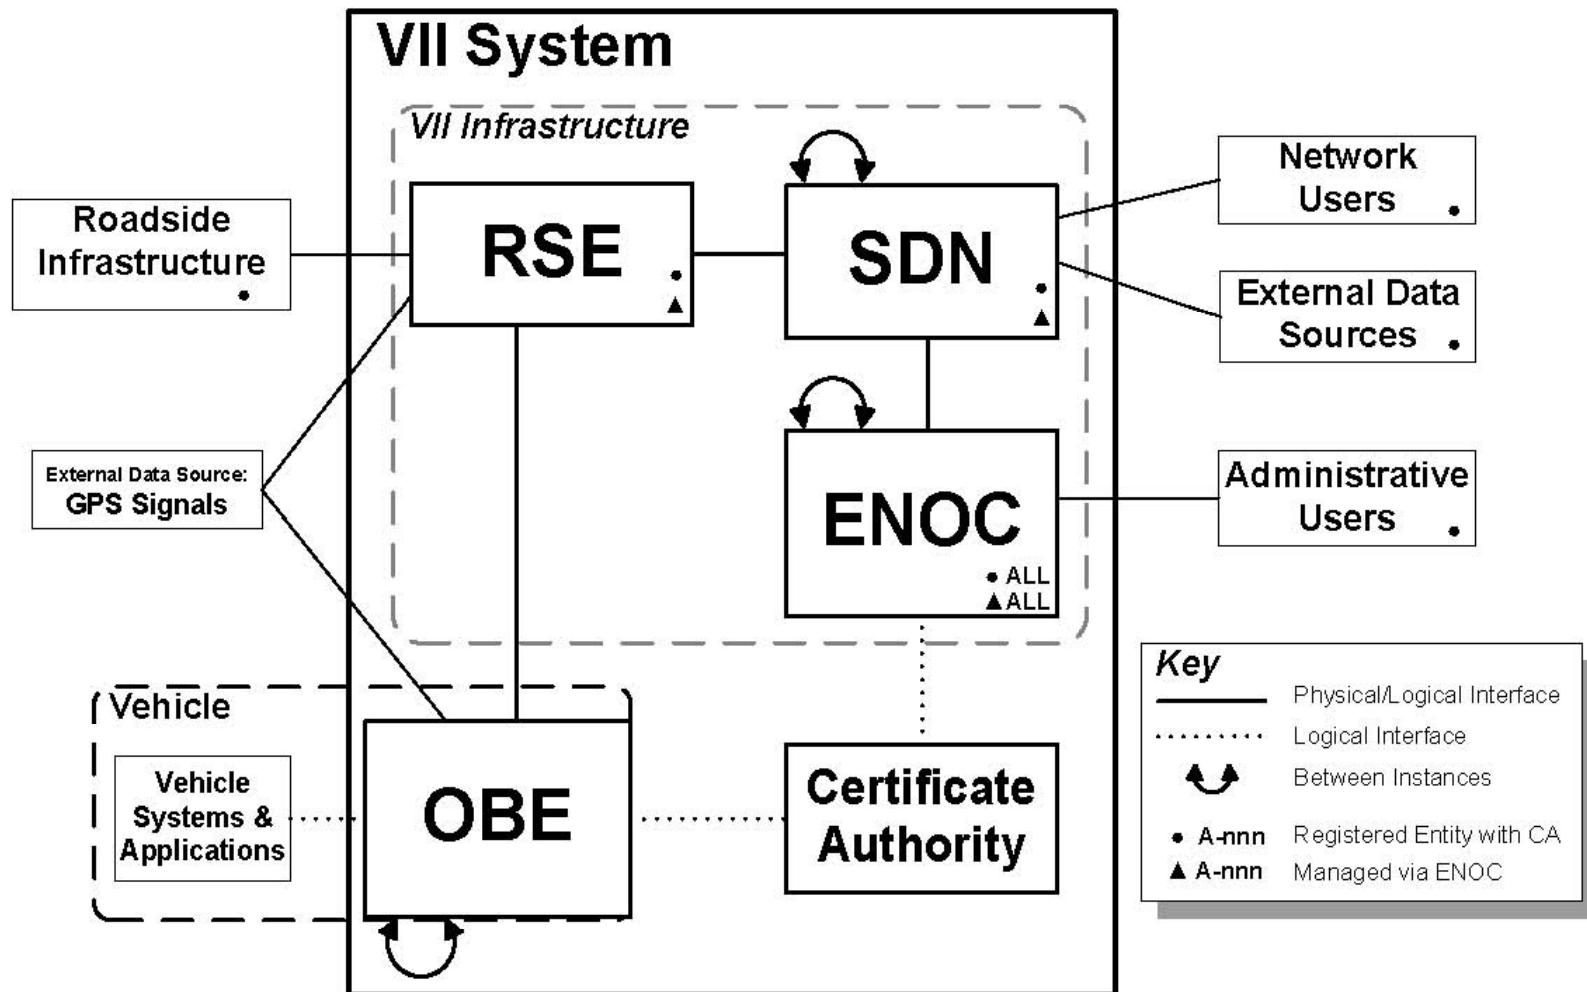 VII System
VII Infrastructure
Roadside
Infrastructure
RSE
SDN
Network
Users
External Data
Sources
External Data Source:
GPS Signals
ENOC
ALL
ALL
Administrative
Users
Vehicle
Vehicle
Systems &
Applications
OBE
Certificate
Authority
Key
Physical/Logical Interface
Logical Interface
Between Instances
A-nnn Registered Entity with CA
A-nnn Managed via ENOC